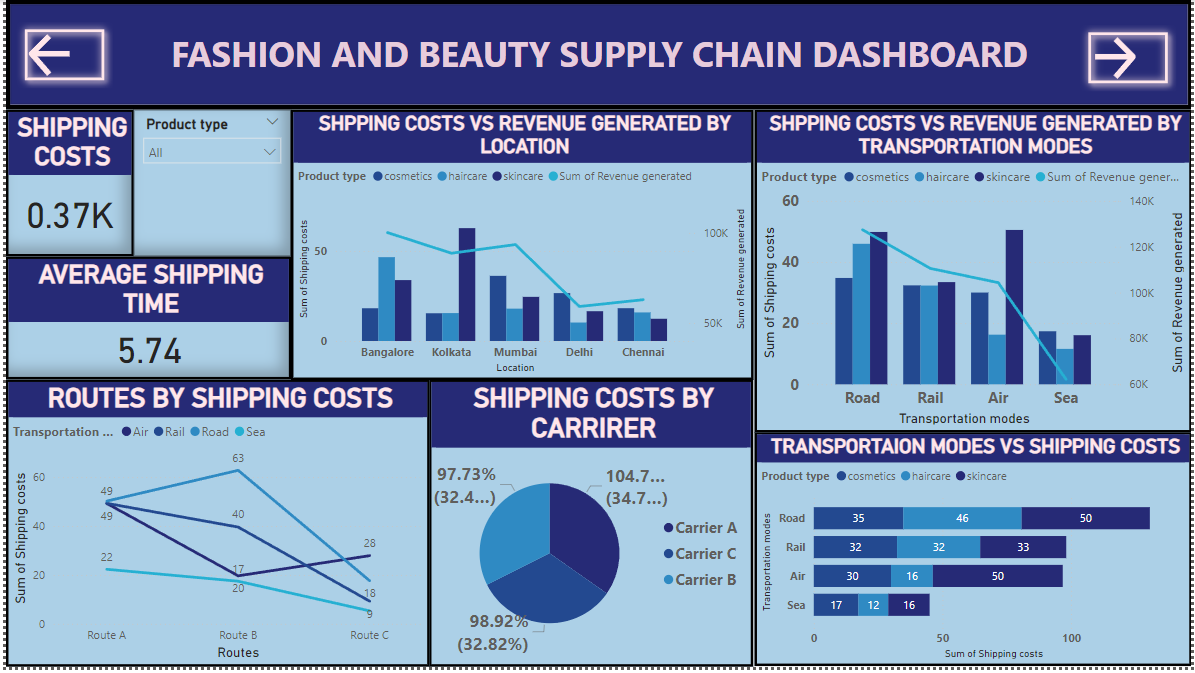 FASHION AND BEAUTY SUPPLY CHAIN DASHBOARD
SHIPPING
COSTS
0.37K
Product type
All
AVERAGE SHIPPING
TIME
5.74
SHPPING COSTS VS REVENUE GENERATED BY
LOCATION
Product type cosmetics haircare skincare Sum of Revenue generated
Sum of Shipping costs
50
0
100K
50K
Sum of Revenue generated
Bangalore Kolkata Mumbai Delhi Chennai
Location
SHPPING COSTS VS REVENUE GENERATED BY
TRANSPORTATION MODES
Product type cosmetics haircare skincare Sum of Revenue gener...
Sum of Shipping costs
60
40
20
0
140K
120K
100K
80K
60K
Sum of Revenue generated
Road Rail Air Sea
Transportation modes
ROUTES BY SHIPPING COSTS
Transportation ... Air Rail Road Sea
Sum of Shipping costs
60
40
20
0
49
49
22
63
40
17
20
28
18
9
Route A Route B Route C
Routes
SHIPPING COSTS BY
CARRIRER
97.73%
(32.4...)
104.7...
(34.7...)
98.92%
(32.82%)
Carrier A
Carrier C
Carrier B
TRANSPORTAION MODES VS SHIPPING COSTS
Product type cosmetics haircare skincare
Transportation modes
Road 35 46 50
Rail 32 32 33
Air 30 16 50
Sea 17 12 16
0 50 100
Sum of Shipping costs